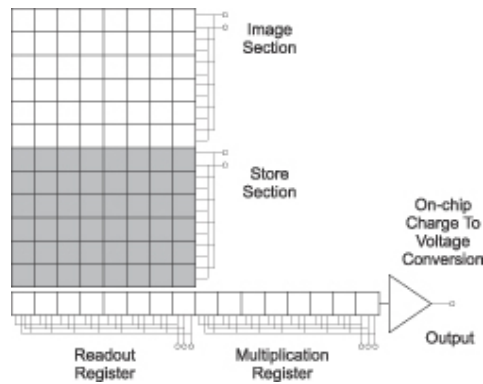 Image
Section
Store
Section
On-chip
Charge To
Voltage
Conversion
Output
Readout
Register
Multiplication
Register